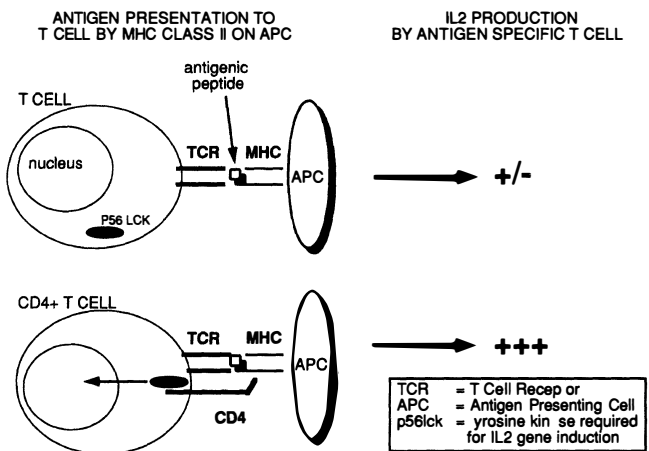 ANTIGEN PRESENTATION TO
T CELL BY MHC CLASS II ON APC
IL2 PRODUCTION
BY ANTIGEN SPECIFIC T CELL
antigenic
peptide
T CELL
nucleus
TCR
MHC
APC
P56 LCK
+/-
CD4+ T CELL
TCR
MHC
APC
CD4
+++
TCR = T Cell Recep or
APC = Antigen Presenting Cell
p56lck = yrosine kin se required
for IL2 gene induction